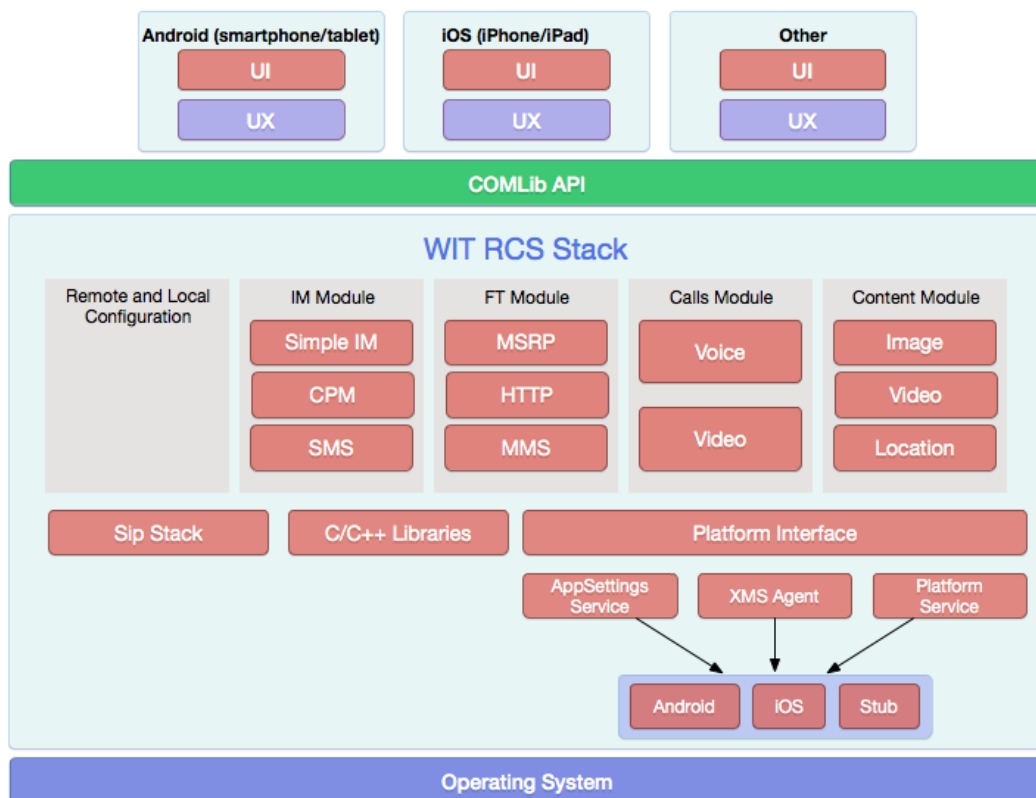 Android (smartphone/tablet)
UI
UX
iOS (iPhone/iPad)
UI
UX
Other
UI
UX
COMLib API
WIT RCS Stack
Remote and Local
Configuration
IM Module
Simple IM
CPM
SMS
FT Module
MSRP
HTTP
MMS
Calls Module
Voice
Video
Content Module
Image
Video
Location
Sip Stack
C/C++ Libraries
Platform Interface
AppSettings
Service
XMS Agent
Platform
Service
Android
iOS
Stub
Operating System